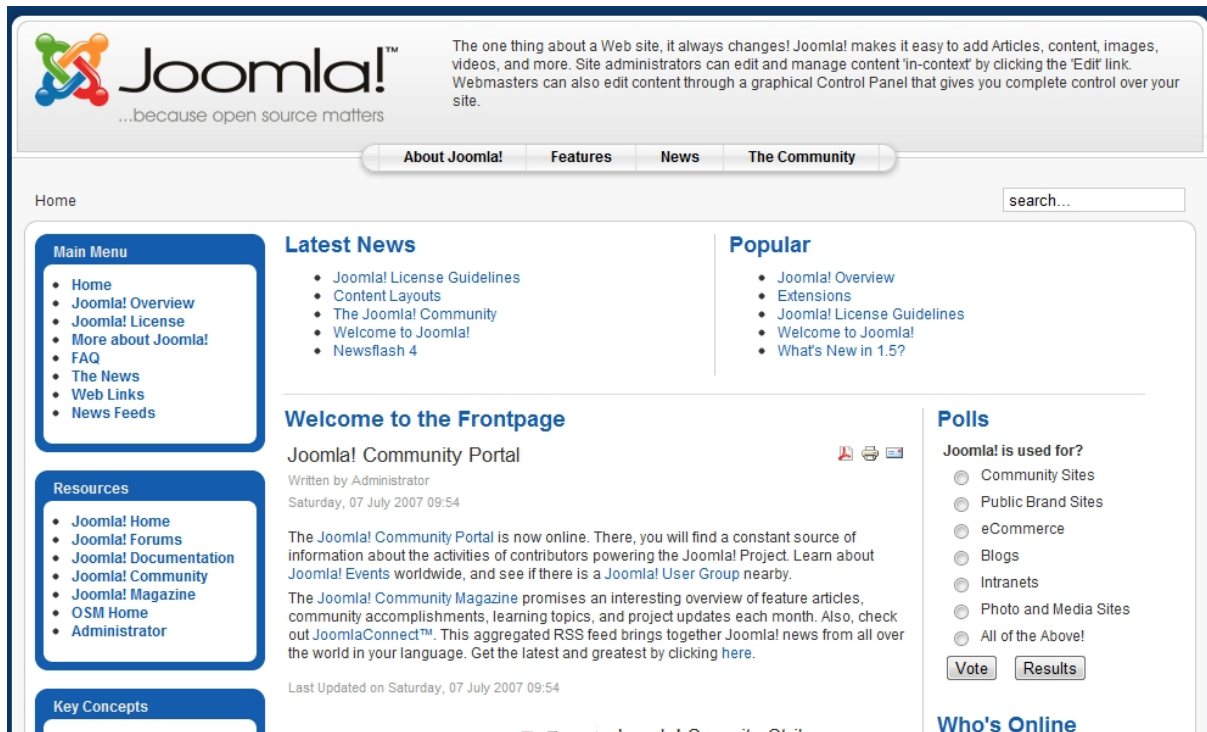 Joomla!™
...because open source matters
The one thing about a Web site, it always changes! Joomla! makes it easy to add Articles, content, images,
videos, and more. Site administrators can edit and manage content 'in-context' by clicking the 'Edit' link.
Webmasters can also edit content through a graphical Control Panel that gives you complete control over your
site.
About Joomla! Features News The Community
Home
search...
Main Menu
Home
Joomla! Overview
Joomla! License
More about Joomla!
FAQ
The News
Web Links
News Feeds
Resources
Joomla! Home
Joomla! Forums
Joomla! Documentation
Joomla! Community
Joomla! Magazine
OSM Home
Administrator
Key Concepts
Latest News
Joomla! License Guidelines
Content Layouts
The Joomla! Community
Welcome to Joomla!
Newsflash 4
Popular
Joomla! Overview
Extensions
Joomla! License Guidelines
Welcome to Joomla!
What's New in 1.5?
Welcome to the Frontpage
Joomla! Community Portal
Written by Administrator
Saturday, 07 July 2007 09:54
The Joomla! Community Portal is now online. There, you will find a constant source of
information about the activities of contributors powering the Joomla! Project. Learn about
Joomla! Events worldwide, and see if there is a Joomla! User Group nearby.
The Joomla! Community Magazine promises an interesting overview of feature articles,
community accomplishments, learning topics, and project updates each month. Also, check
out JoomlaConnect™. This aggregated RSS feed brings together Joomla! news from all over
the world in your language. Get the latest and greatest by clicking here.
Last Updated on Saturday, 07 July 2007 09:54
Polls
Joomla! is used for?
Community Sites
Public Brand Sites
eCommerce
Blogs
Intranets
Photo and Media Sites
All of the Above!
Vote Results
Who's Online